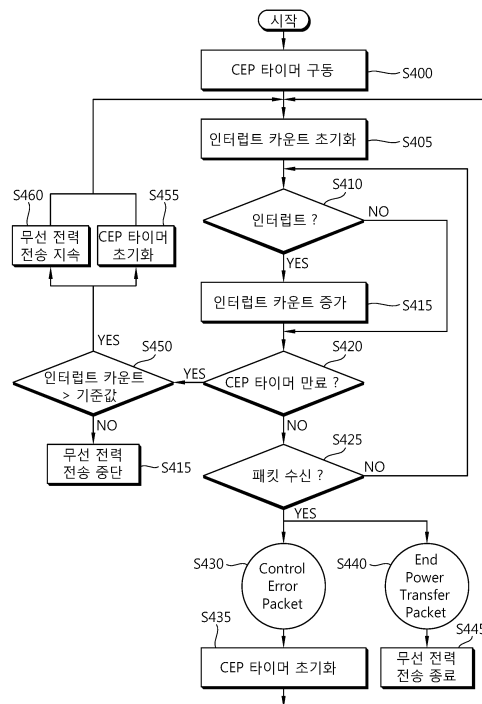 시작
CEP 타이머 구동
S400
인터럽트 카운트 초기화
S405
S410
인터럽트 ?
NO
YES
S460
S455
무선 전력
전송 지속
CEP 타이머
초기화
인터럽트 카운트 증가
S415
YES
S450
S420
인터럽트 카운트
> 기준값
YES
CEP 타이머 만료 ?
NO
NO
무선 전력
전송 중단
S415
S425
패킷 수신 ?
NO
YES
S430
Control
Error
Packet
S440
End
Power
Transfer
Packet
S435
CEP 타이머 초기화
S445
무선 전력
전송 종료